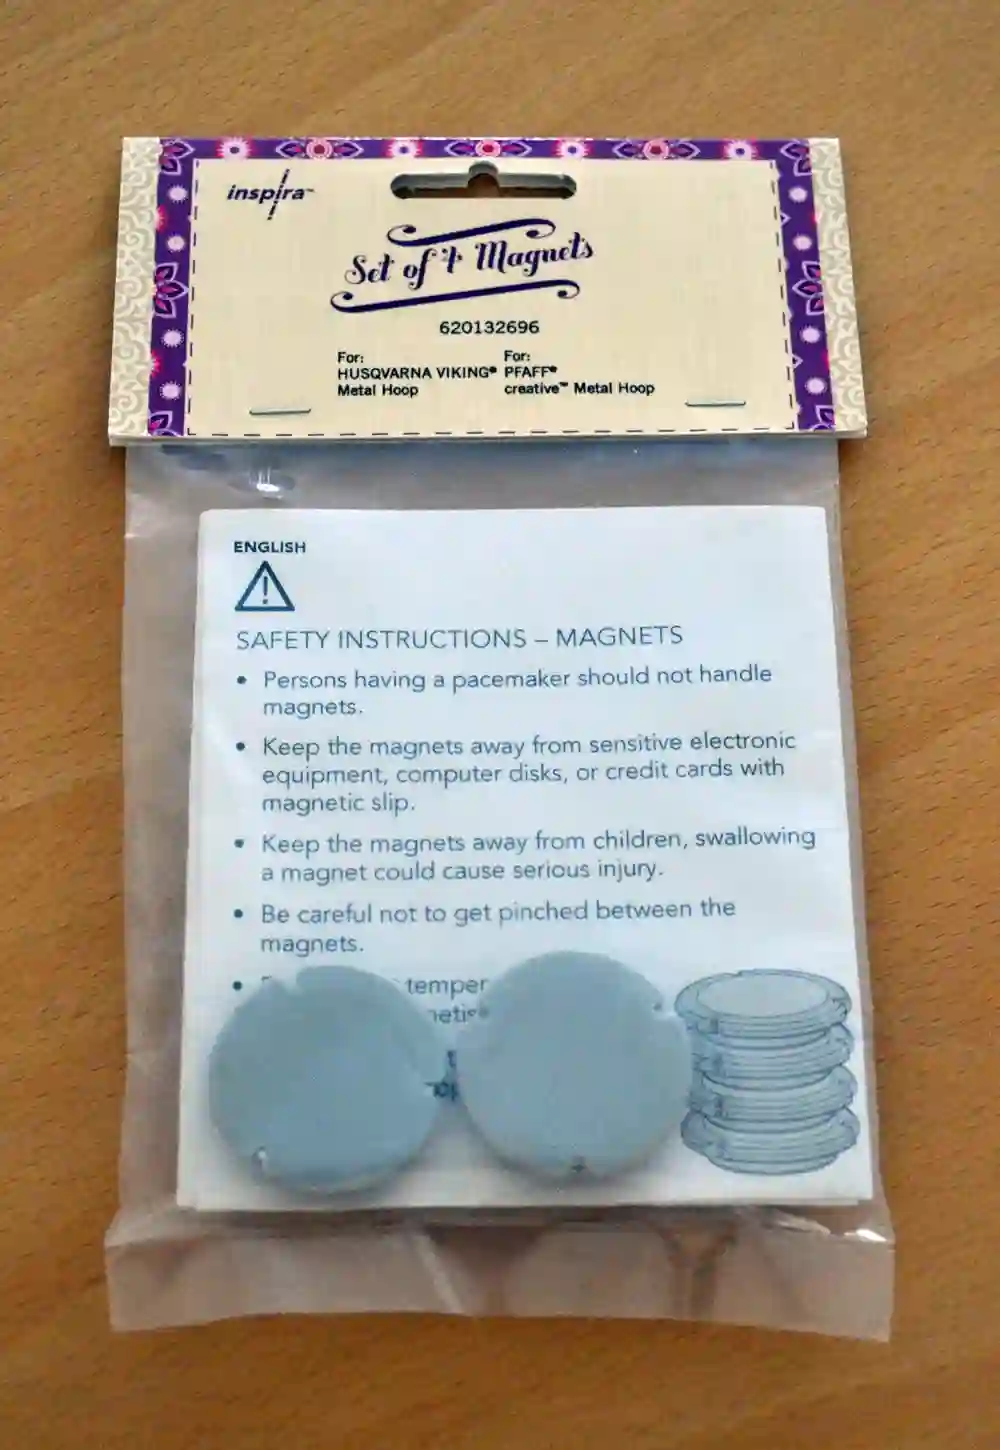 inspira™
Set of 4 Magnets
620132696
For:
HUSQVARNA VIKING®
Metal Hoop
For:
PFAFF®
creative™ Metal Hoop
ENGLISH
SAFETY INSTRUCTIONS – MAGNETS
• Persons having a pacemaker should not handle
magnets.
• Keep the magnets away from sensitive electronic
equipment, computer disks, or credit cards with
magnetic slip.
• Keep the magnets away from children, swallowing
a magnet could cause serious injury.
• Be careful not to get pinched between the
magnets.
• temper
netis